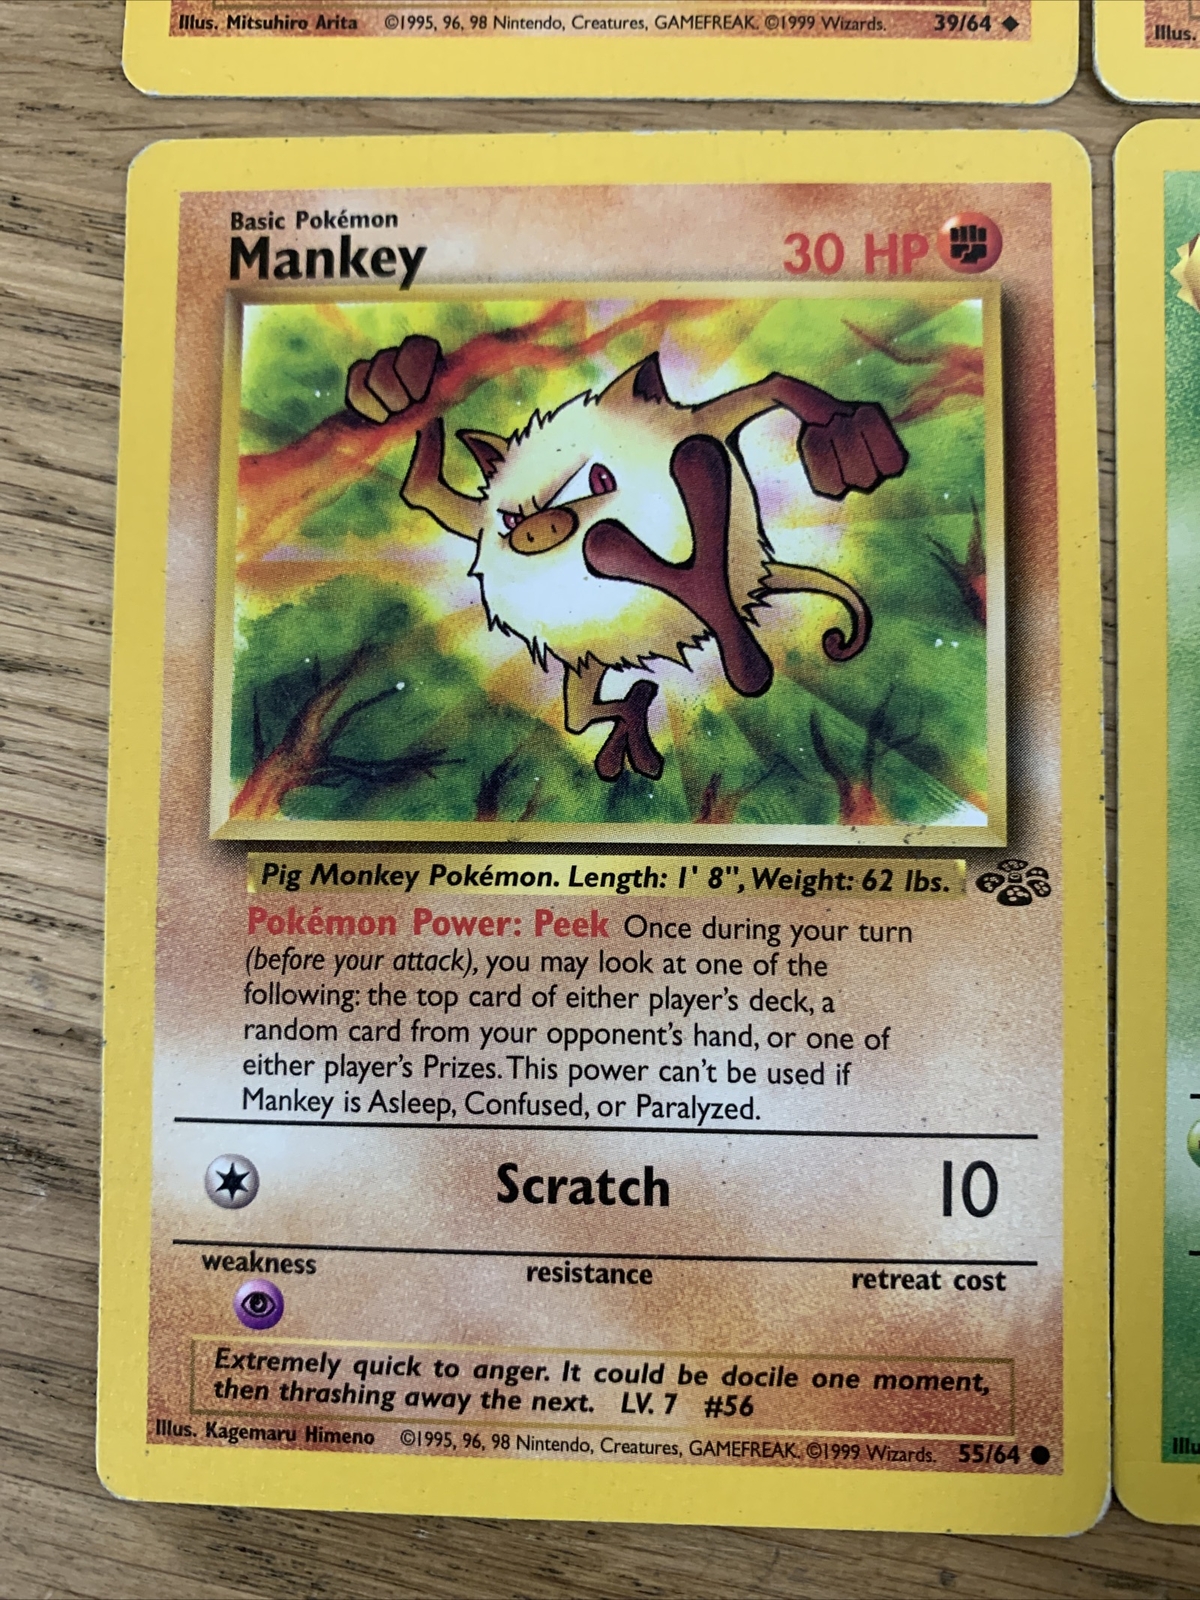 Illus. Mitsuhiro Arita ©1995, 96, 98 Nintendo, Creatures, GAMEFREAK. ©1999 Wizards. 39/64
Illus.
Basic Pokémon
Mankey 30 HP
Pig Monkey Pokémon. Length: 1' 8", Weight: 62 lbs.
Pokémon Power: Peek Once during your turn
(before your attack), you may look at one of the
following: the top card of either player's deck, a
random card from your opponent's hand, or one of
either player's Prizes. This power can't be used if
Mankey is Asleep, Confused, or Paralyzed.
Scratch 10
weakness resistance retreat cost
Extremely quick to anger. It could be docile one moment,
then thrashing away the next. LV. 7 #56
Illus. Kagemaru Himeno ©1995, 96, 98 Nintendo, Creatures, GAMEFREAK. ©1999 Wizards. 55/64
Illu